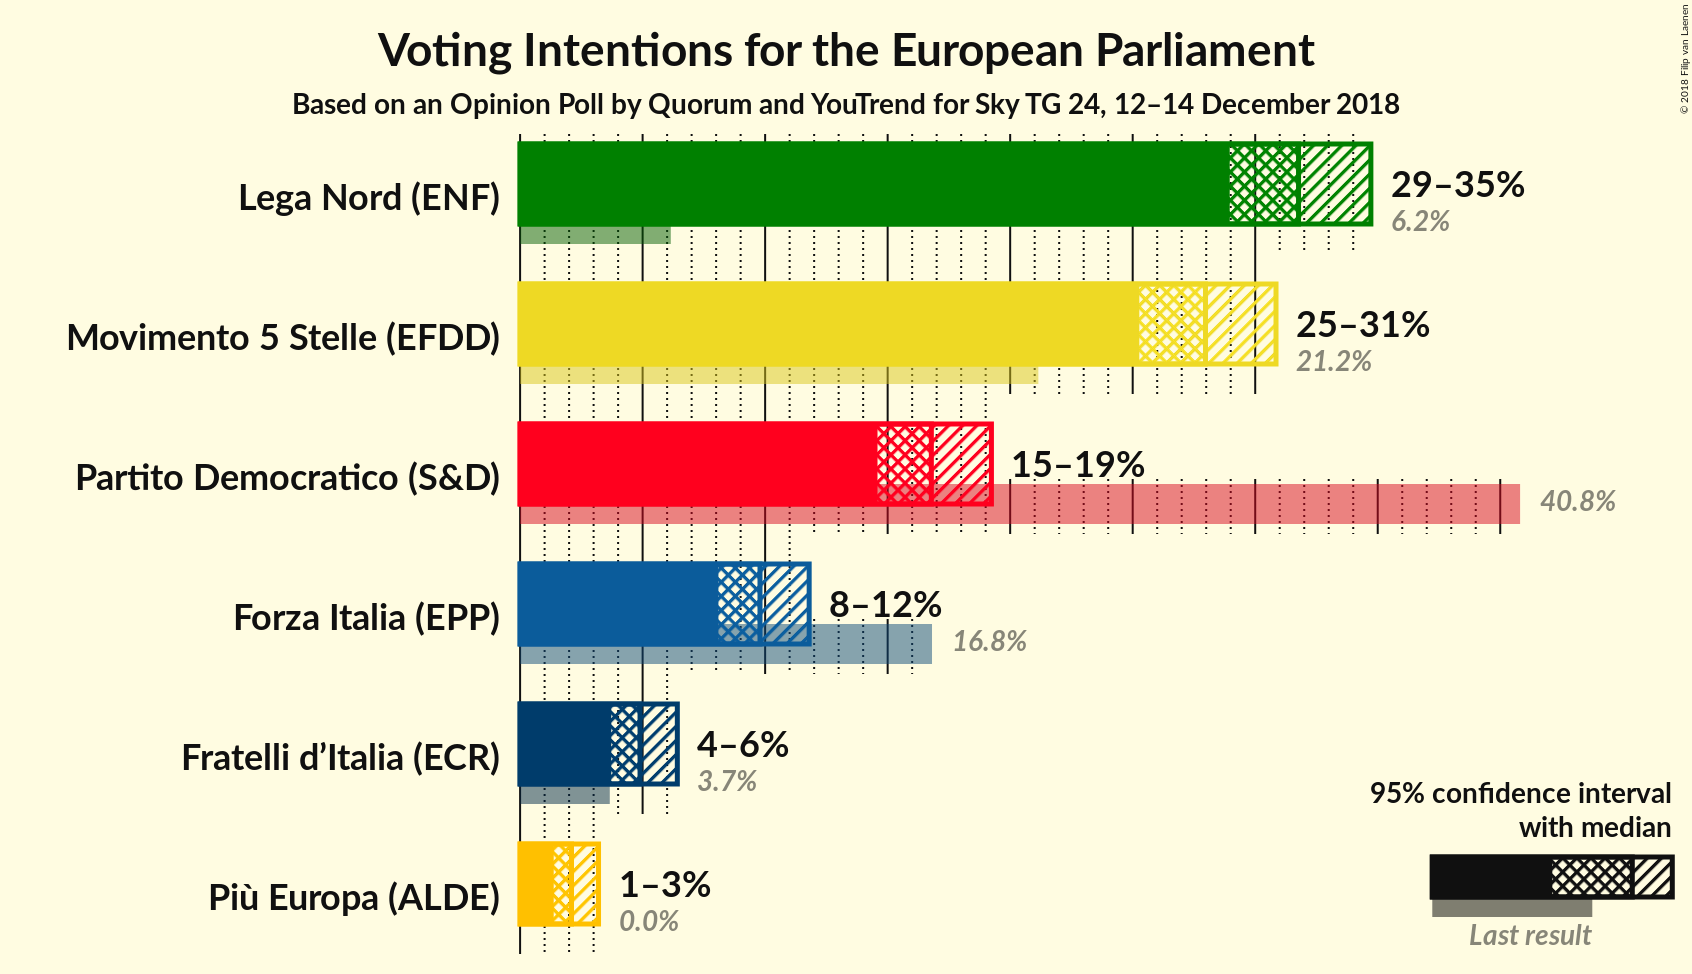 Voting Intentions for the European Parliament
Based on an Opinion Poll by Quorum and YouTrend for Sky TG 24, 12–14 December 2018
© 2018 Filip van Laenen
Lega Nord (ENF)
29–35%
6.2%
Movimento 5 Stelle (EFDD)
25–31%
21.2%
Partito Democratico (S&D)
15–19%
40.8%
Forza Italia (EPP)
8–12%
16.8%
Fratelli d’Italia (ECR)
4–6%
3.7%
Più Europa (ALDE)
1–3%
0.0%
95% confidence interval
with median
Last result